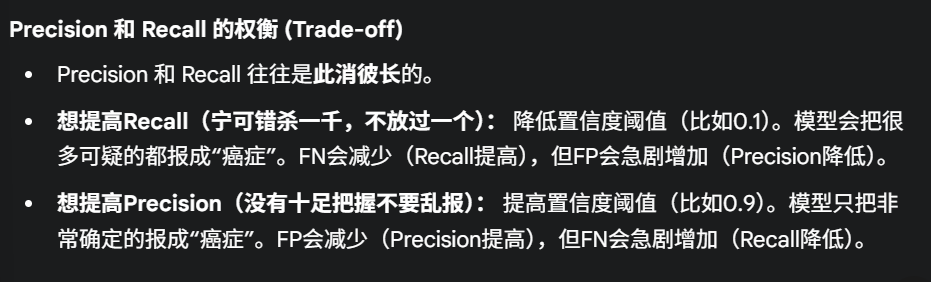 Precision 和 Recall 的权衡 (Trade-off)
• Precision 和 Recall 往往是此消彼长的。
• 想提高Recall（宁可错杀一千，不放过一个）： 降低置信度阈值（比如0.1）。模型会把很
多可疑的都报成“癌症”。FN会减少（Recall提高），但FP会急剧增加（Precision降低）。
• 想提高Precision（没有十足把握不要乱报）： 提高置信度阈值（比如0.9）。模型只把非
常确定的报成“癌症”。FP会减少（Precision提高），但FN会急剧增加（Recall降低）。